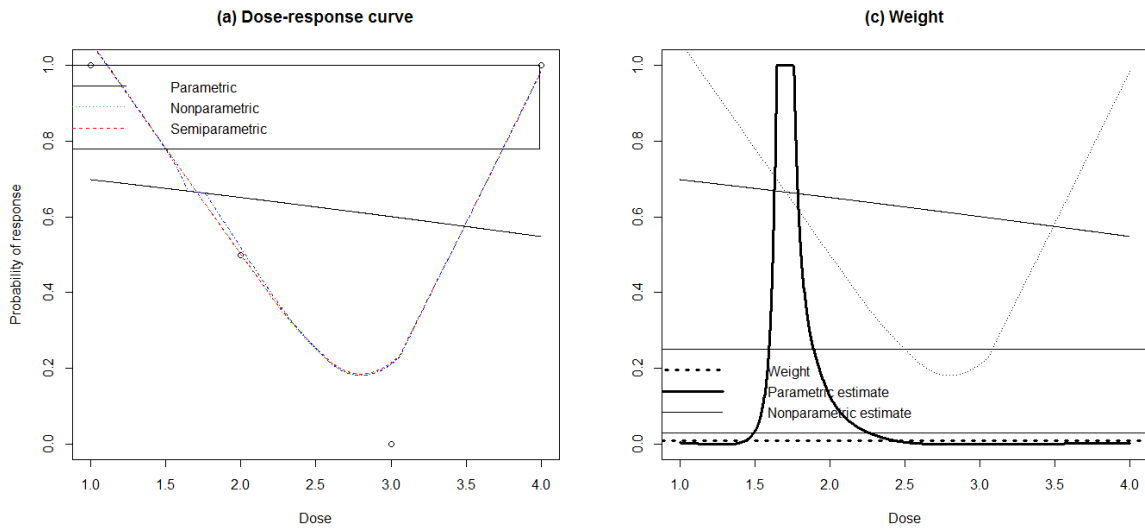 (a) Dose-response curve
Probability of response
1.0
0.8
0.6
0.4
0.2
0.0
Parametric
Nonparametric
Semiparametric
1.0 1.5 2.0 2.5 3.0 3.5 4.0
Dose
(c) Weight
1.0
0.8
0.6
0.4
0.2
0.0
Weight
Parametric estimate
Nonparametric estimate
1.0 1.5 2.0 2.5 3.0 3.5 4.0
Dose